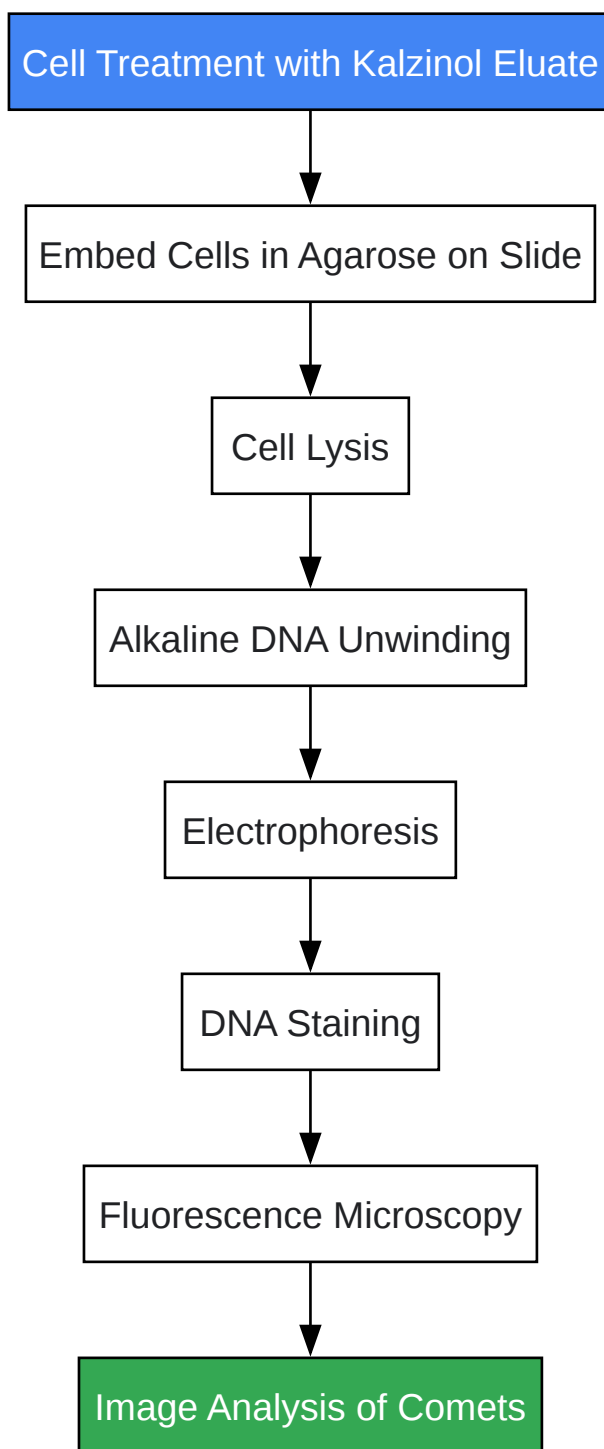 Cell Treatment with Kalzinol Eluate
Embed Cells in Agarose on Slide
Cell Lysis
Alkaline DNA Unwinding
Electrophoresis
DNA Staining
Fluorescence Microscopy
Image Analysis of Comets